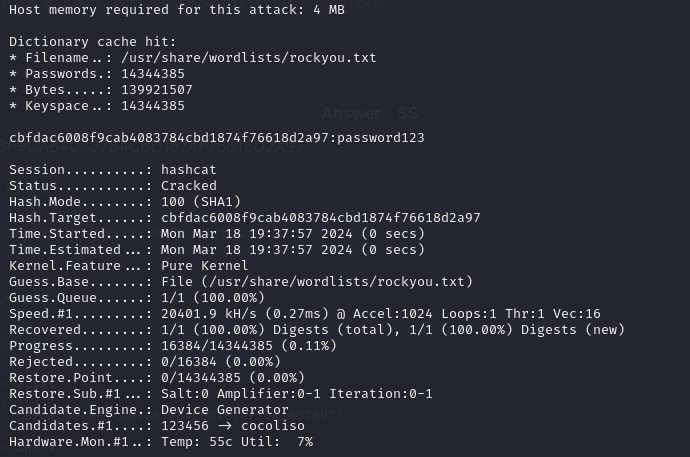 Host memory required for this attack: 4 MB
Dictionary cache hit:
* Filename..: /usr/share/wordlists/rockyou.txt
* Passwords.: 14344385
* Bytes.....: 139921507
* Keyspace..: 14344385
Answer SS
cbfdac6008f9cab4083784cbd1874f76618d2a97:password123
Session..........: hashcat
Status...........: Cracked
Hash.Mode........: 100 (SHA1)
Hash.Target......: cbfdac6008f9cab4083784cbd1874f76618d2a97
Time.Started.....: Mon Mar 18 19:37:57 2024 (0 secs)
Time.Estimated...: Mon Mar 18 19:37:57 2024 (0 secs)
Kernel.Feature...: Pure Kernel
Guess.Base.......: File (/usr/share/wordlists/rockyou.txt)
Guess.Queue......: 1/1 (100.00%)
Speed.#1.........: 20401.9 kH/s (0.27ms) @ Accel:1024 Loops:1 Thr:1 Vec:16
Recovered........: 1/1 (100.00%) Digests (total), 1/1 (100.00%) Digests (new)
Progress.........: 16384/14344385 (0.11%)
Rejected.........: 0/16384 (0.00%)
Restore.Point....: 0/14344385 (0.00%)
Restore.Sub.#1...: Salt:0 Amplifier:0-1 Iteration:0-1
Candidate.Engine.: Device Generator
Candidates.#1....: 123456 -> cocoliso
Hardware.Mon.#1..: Temp: 55c Util:  7%